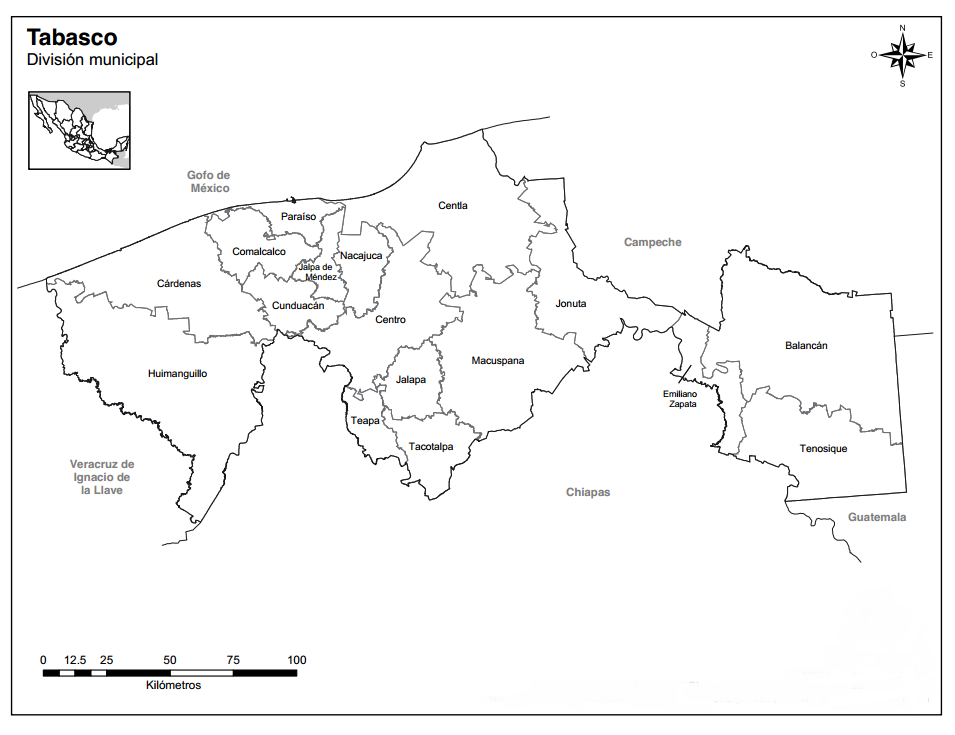 Tabasco
División municipal
N
O
E
S
Gofo de
México
Paraíso
Centla
Comalcalco
Nacajuca
Campeche
Jalpa de
Méndez
Cárdenas
Cunduacán
Centro
Jonuta
Balancán
Macuspana
Huimanguillo
Jalapa
Emiliano
Zapata
Teapa
Tacotalpa
Tenosique
Veracruz de
Ignacio de
la Llave
Chiapas
Guatemala
0 12.5 25 50 75 100
Kilómetros